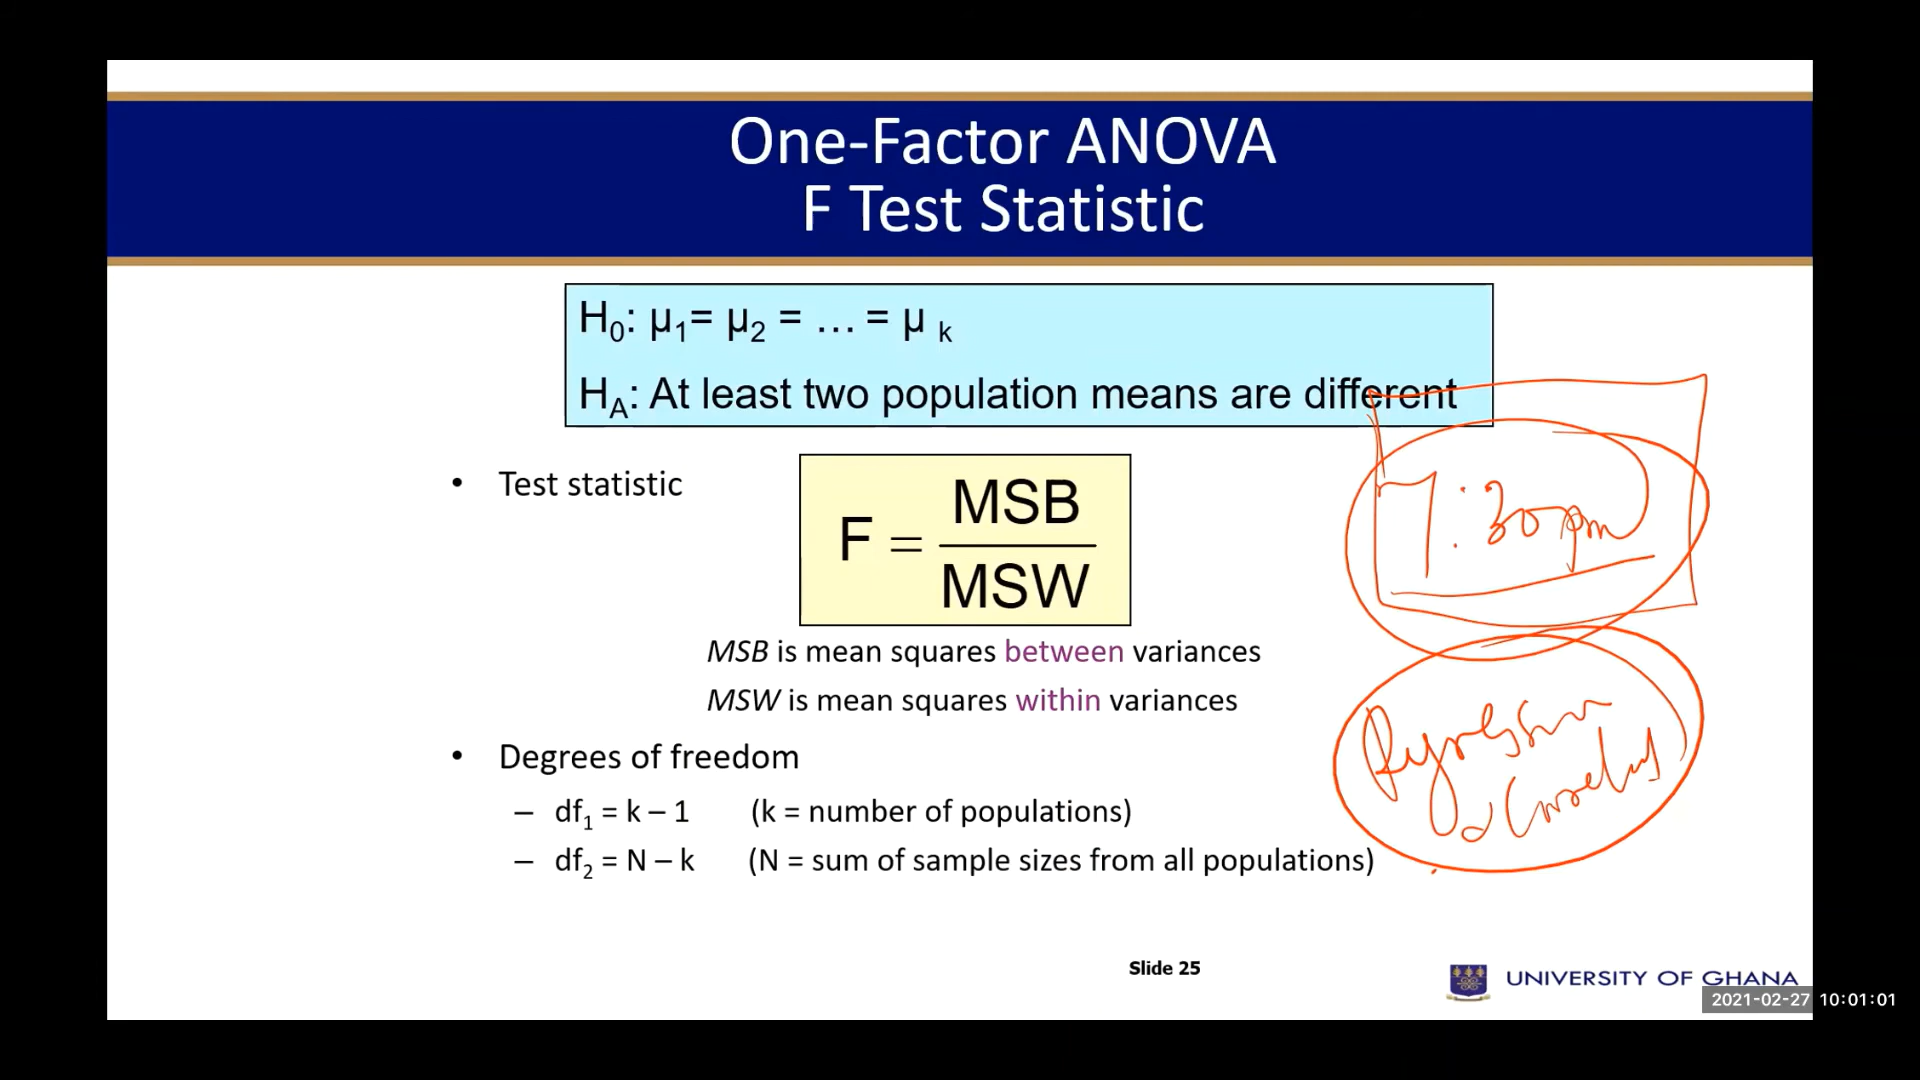 One-Factor ANOVA
F Test Statistic
H₀: μ₁= μ₂ = … = μ ₖ
H_A: At least two population means are different
• Test statistic
F = MSB / MSW
7:30pm
MSB is mean squares between variances
MSW is mean squares within variances
Regression
• Degrees of freedom
– df₁ = k – 1 (k = number of populations)
– df₂ = N – k (N = sum of sample sizes from all populations)
Slide 25
UNIVERSITY OF GHANA
2021-02-27 10:01:01